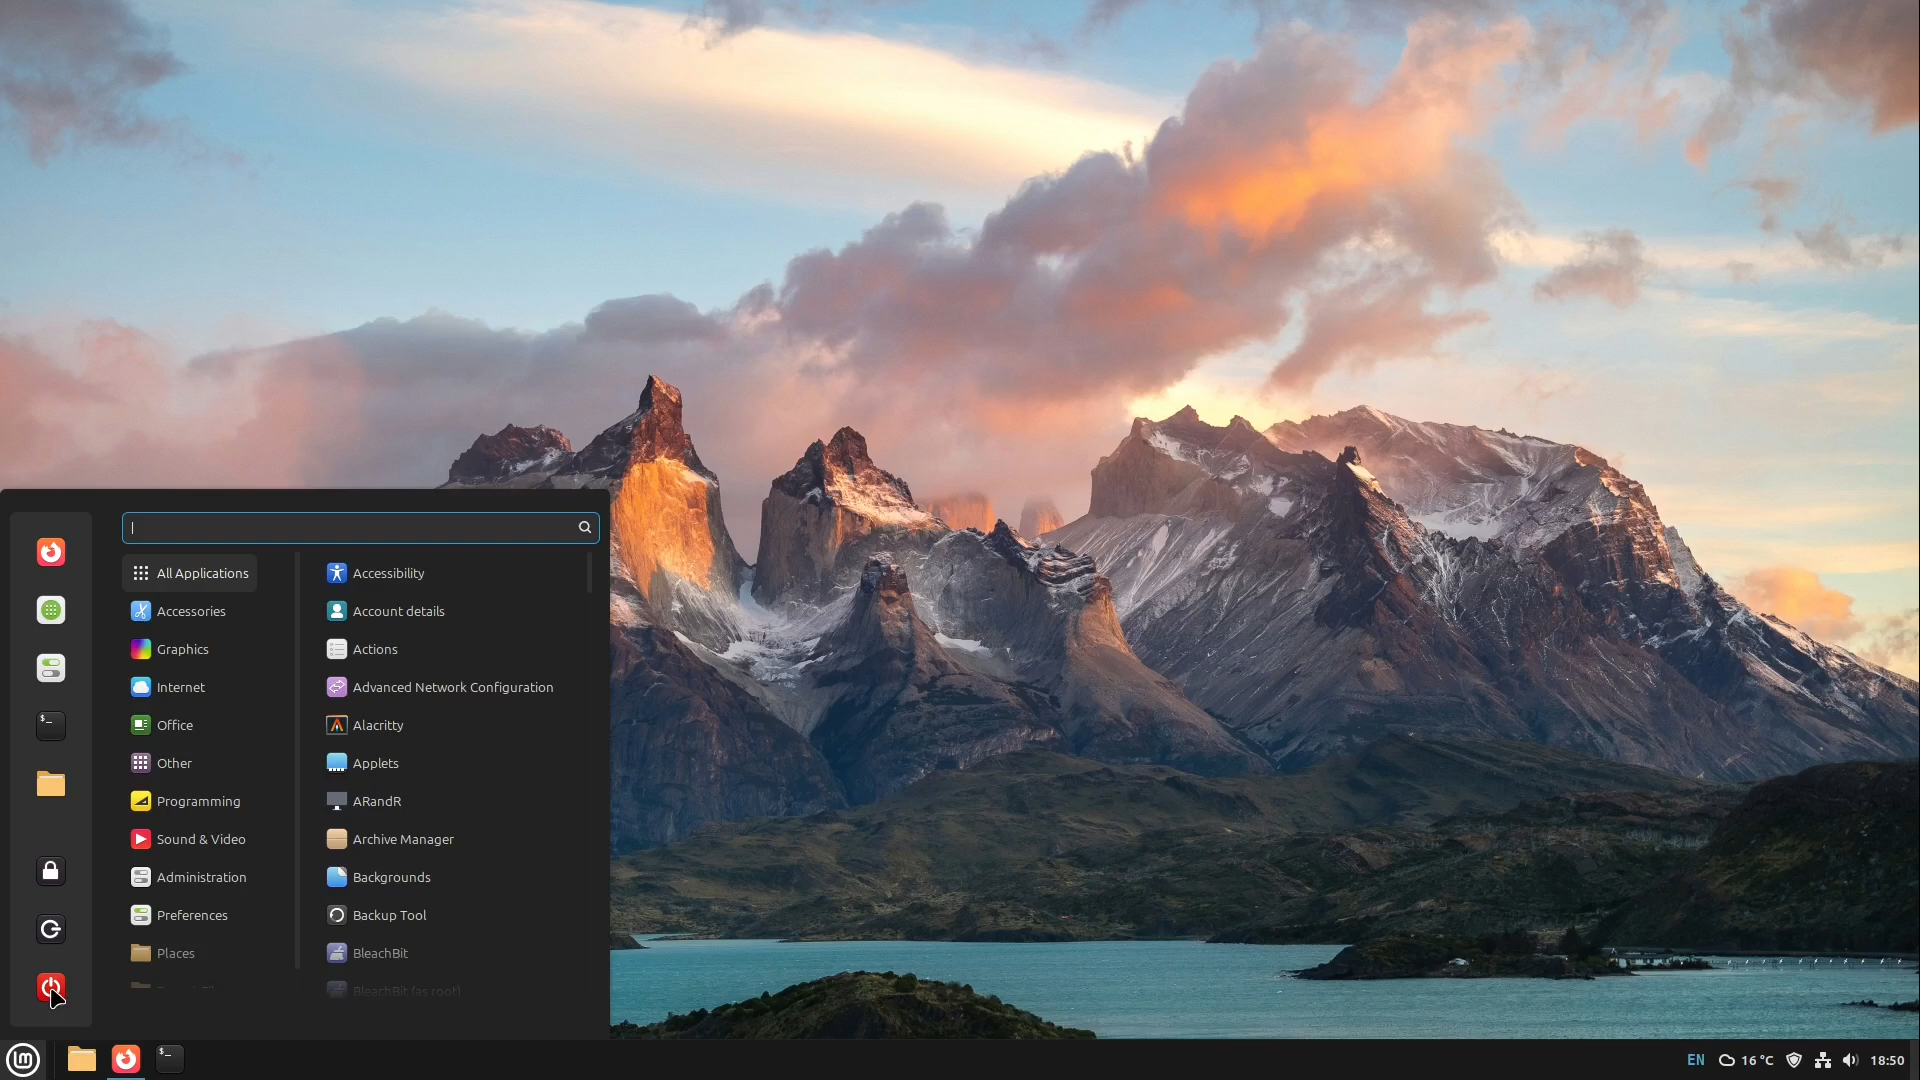 All Applications
Accessories
Graphics
Internet
Office
Other
Programming
Sound & Video
Administration
Preferences
Places
Accessibility
Account details
Actions
Advanced Network Configuration
Alacritty
Applets
ARandR
Archive Manager
Backgrounds
Backup Tool
BleachBit
BleachBit (as root)
EN 16 °C 18:50